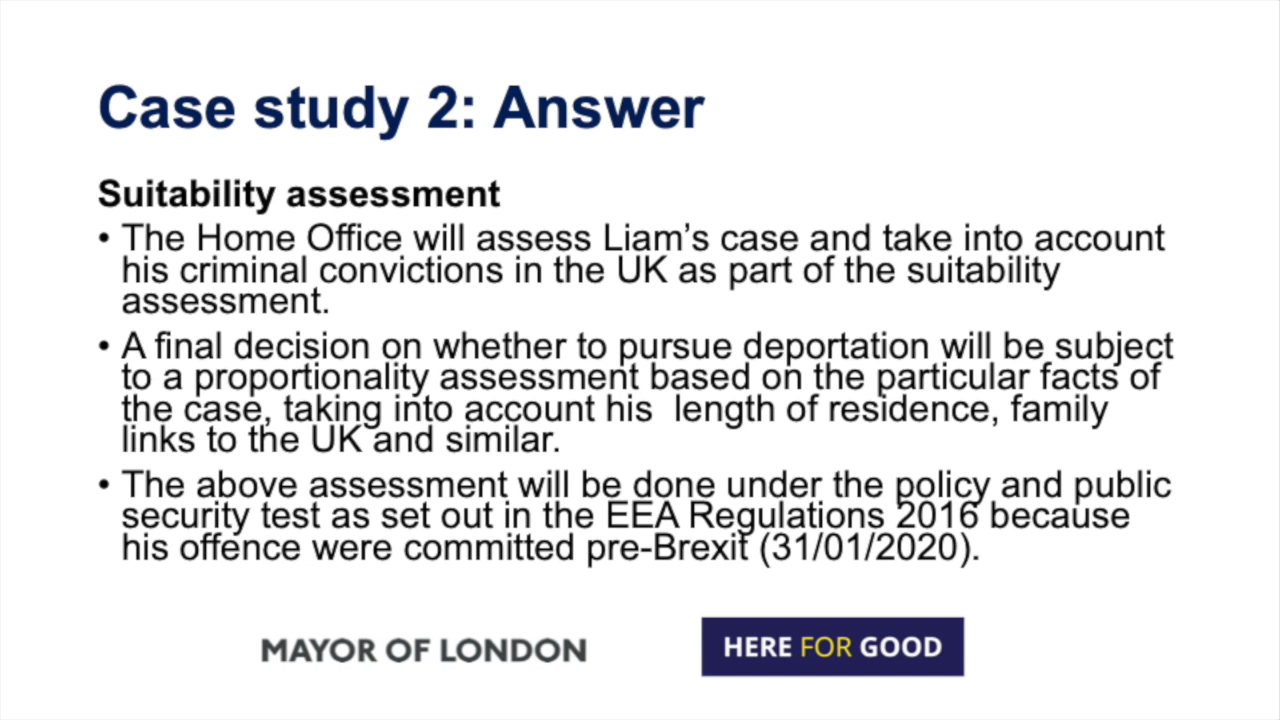 Case study 2: Answer
Suitability assessment
• The Home Office will assess Liam’s case and take into account
his criminal convictions in the UK as part of the suitability
assessment.
• A final decision on whether to pursue deportation will be subject
to a proportionality assessment based on the particular facts of
the case, taking into account his  length of residence, family
links to the UK and similar.
• The above assessment will be done under the policy and public
security test as set out in the EEA Regulations 2016 because
his offence were committed pre-Brexit (31/01/2020).
MAYOR OF LONDON
HERE FOR GOOD